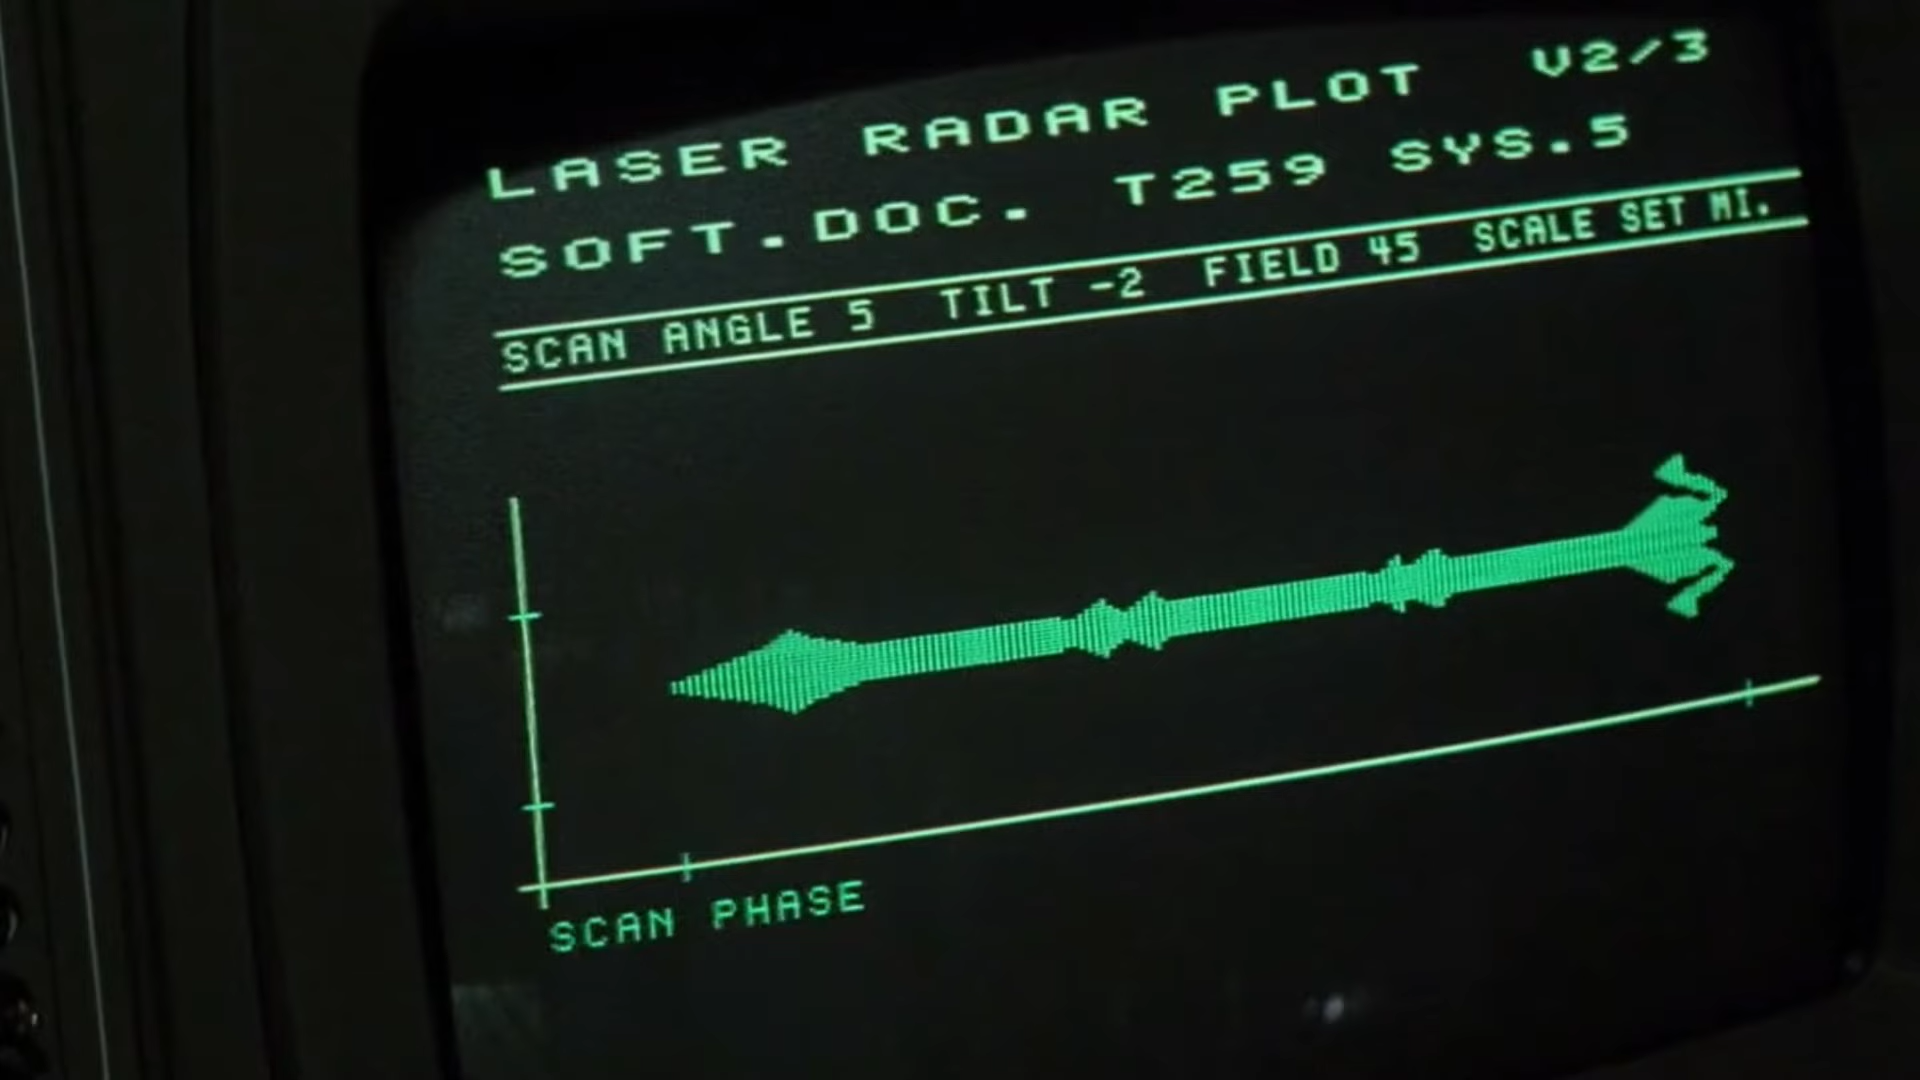 LASER RADAR PLOT V2/3
SOFT.DOC. T259 SYS.5
SCAN ANGLE 5 TILT -2 FIELD 45 SCALE SET MI.
SCAN PHASE